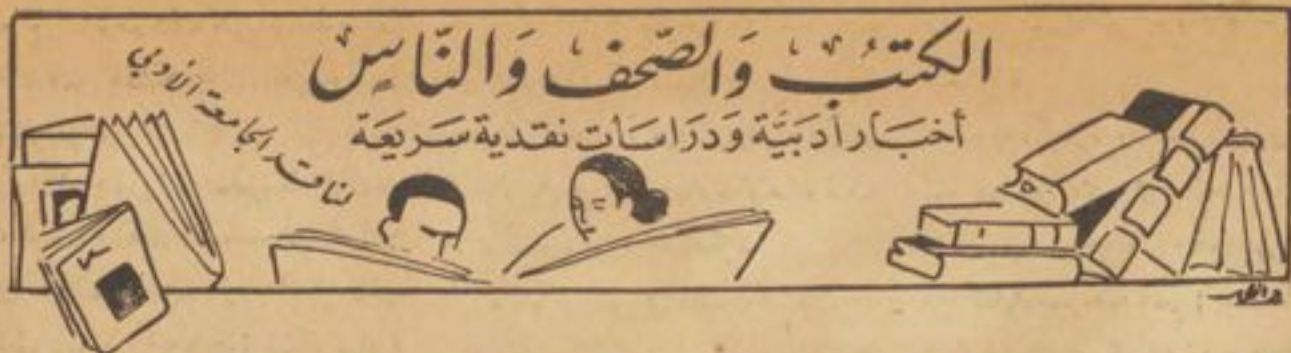 الكتب والصحف والناس
أخبار أدبية ودراسات نقدية سريعة
لناقد الجامعة الأدبي